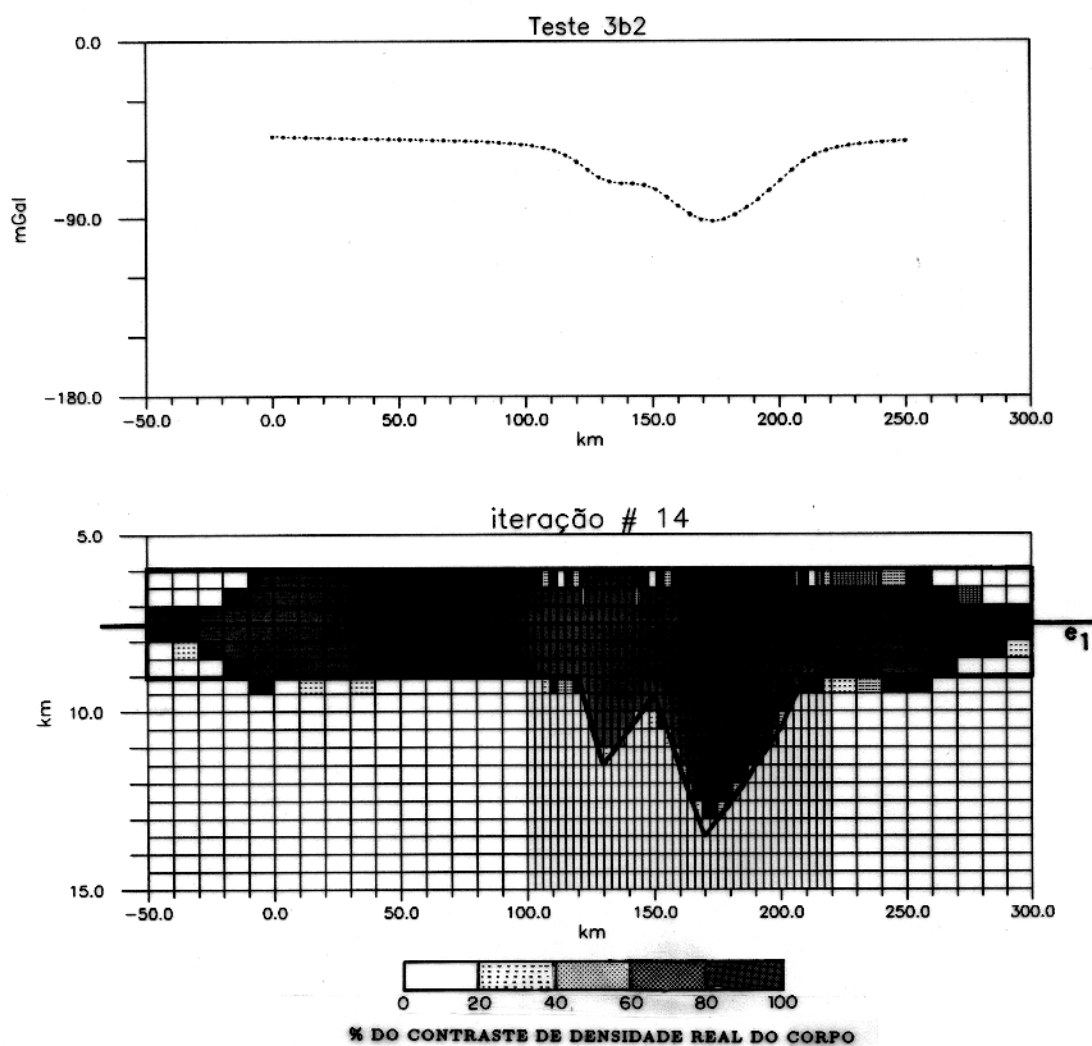 Teste 3b2
0.0
mGal
-90.0
-180.0
-50.0 0.0 50.0 100.0 150.0 200.0 250.0 300.0
km
iteração # 14
5.0
e1
km
10.0
15.0
-50.0 0.0 50.0 100.0 150.0 200.0 250.0 300.0
km
0 20 40 60 80 100
% DO CONTRASTE DE DENSIDADE REAL DO CORPO